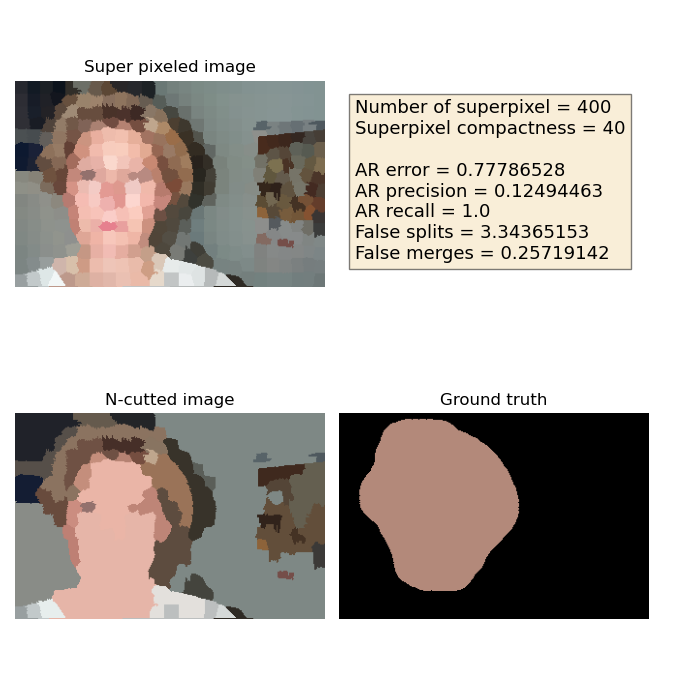 Super pixeled image
Number of superpixel = 400
Superpixel compactness = 40
AR error = 0.77786528
AR precision = 0.12494463
AR recall = 1.0
False splits = 3.34365153
False merges = 0.25719142
N-cutted image
Ground truth